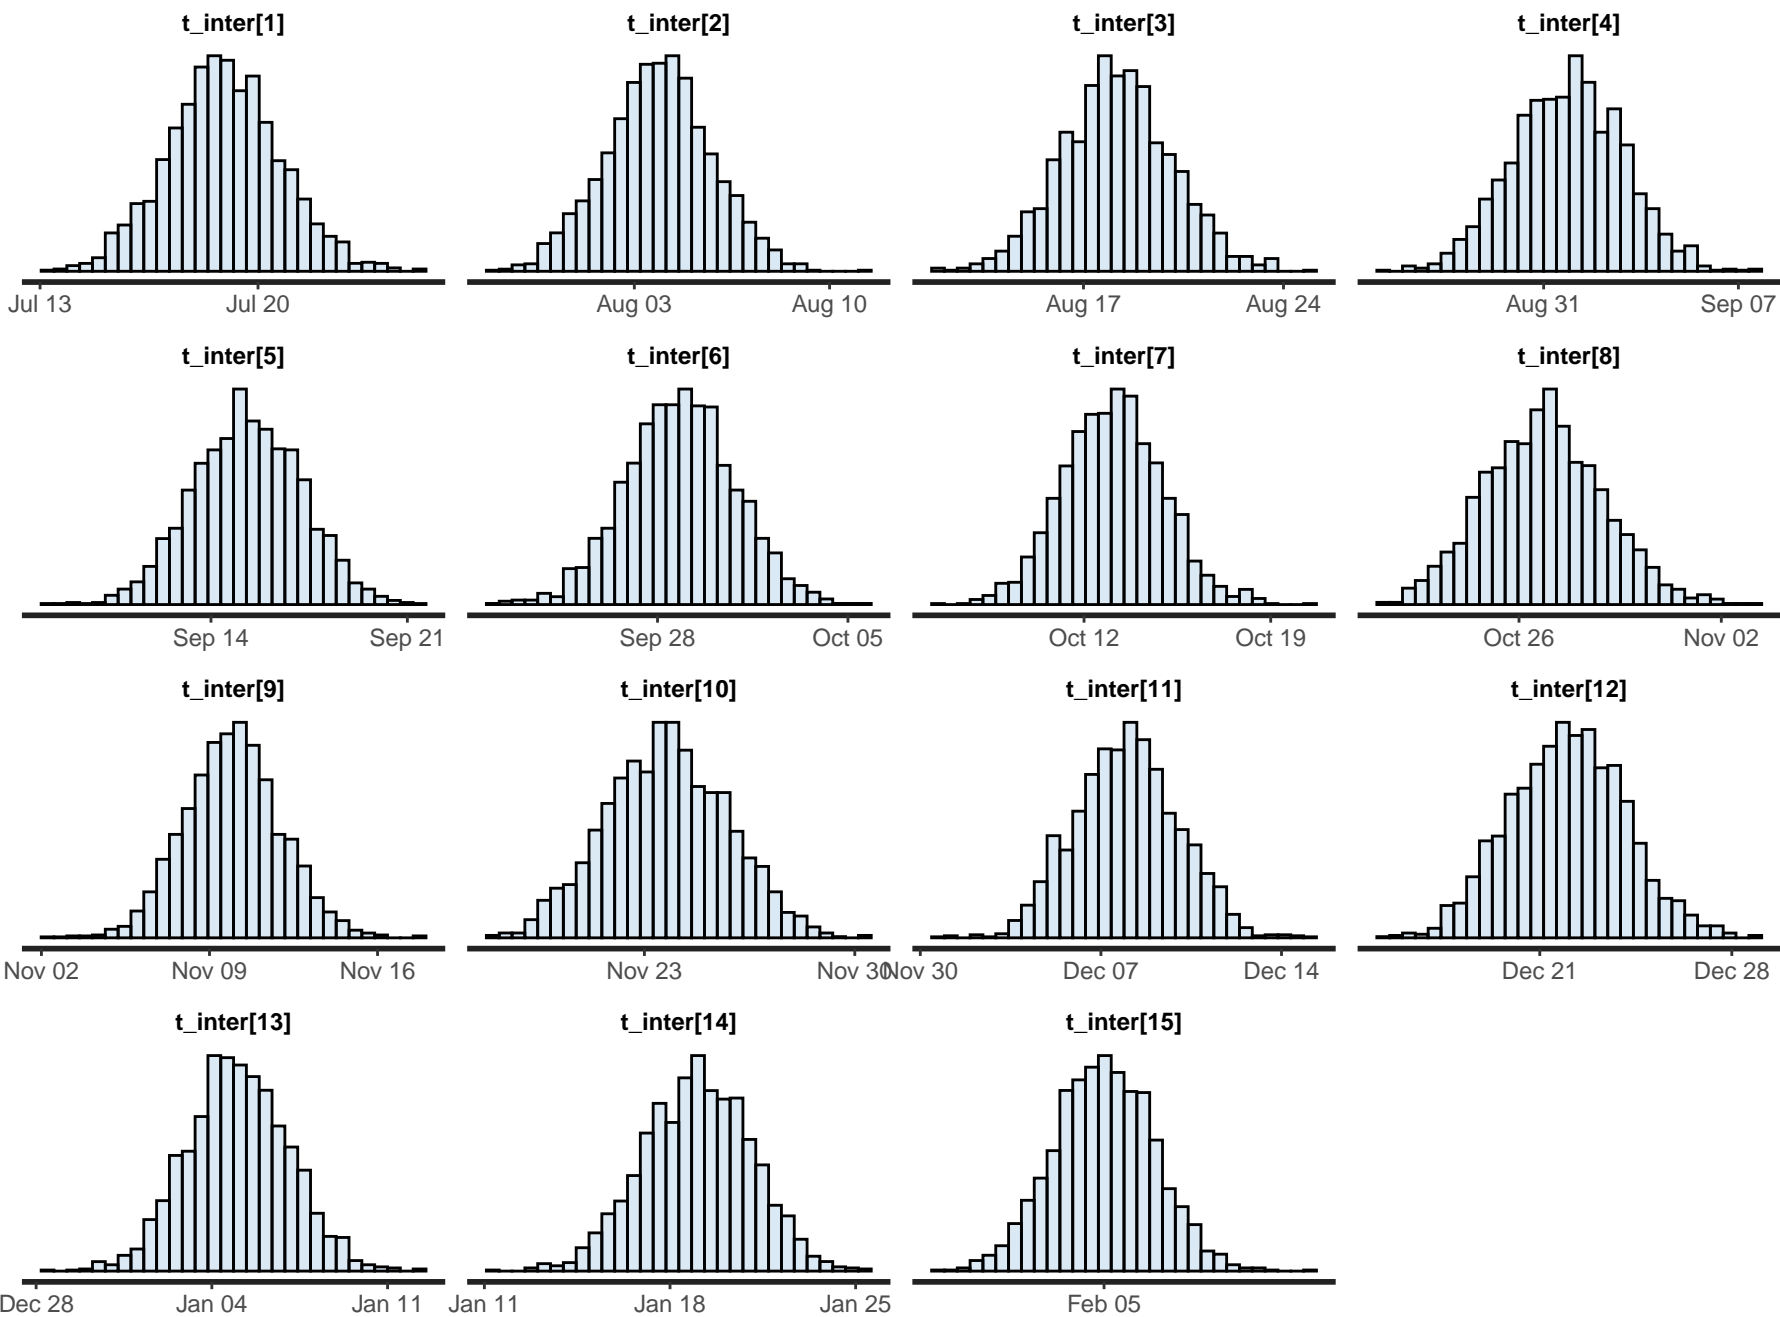 t_inter[1] t_inter[2] t_inter[3] t_inter[4]
Jul 13 Jul 20 Aug 03 Aug 10 Aug 17 Aug 24 Aug 31 Sep 07
t_inter[5] t_inter[6] t_inter[7] t_inter[8]
Sep 14 Sep 21 Sep 28 Oct 05 Oct 12 Oct 19 Oct 26 Nov 02
t_inter[9] t_inter[10] t_inter[11] t_inter[12]
Nov 02 Nov 09 Nov 16 Nov 23 Nov 30 Nov 30 Dec 07 Dec 14 Dec 21 Dec 28
t_inter[13] t_inter[14] t_inter[15]
Dec 28 Jan 04 Jan 11 Jan 11 Jan 18 Jan 25 Feb 05